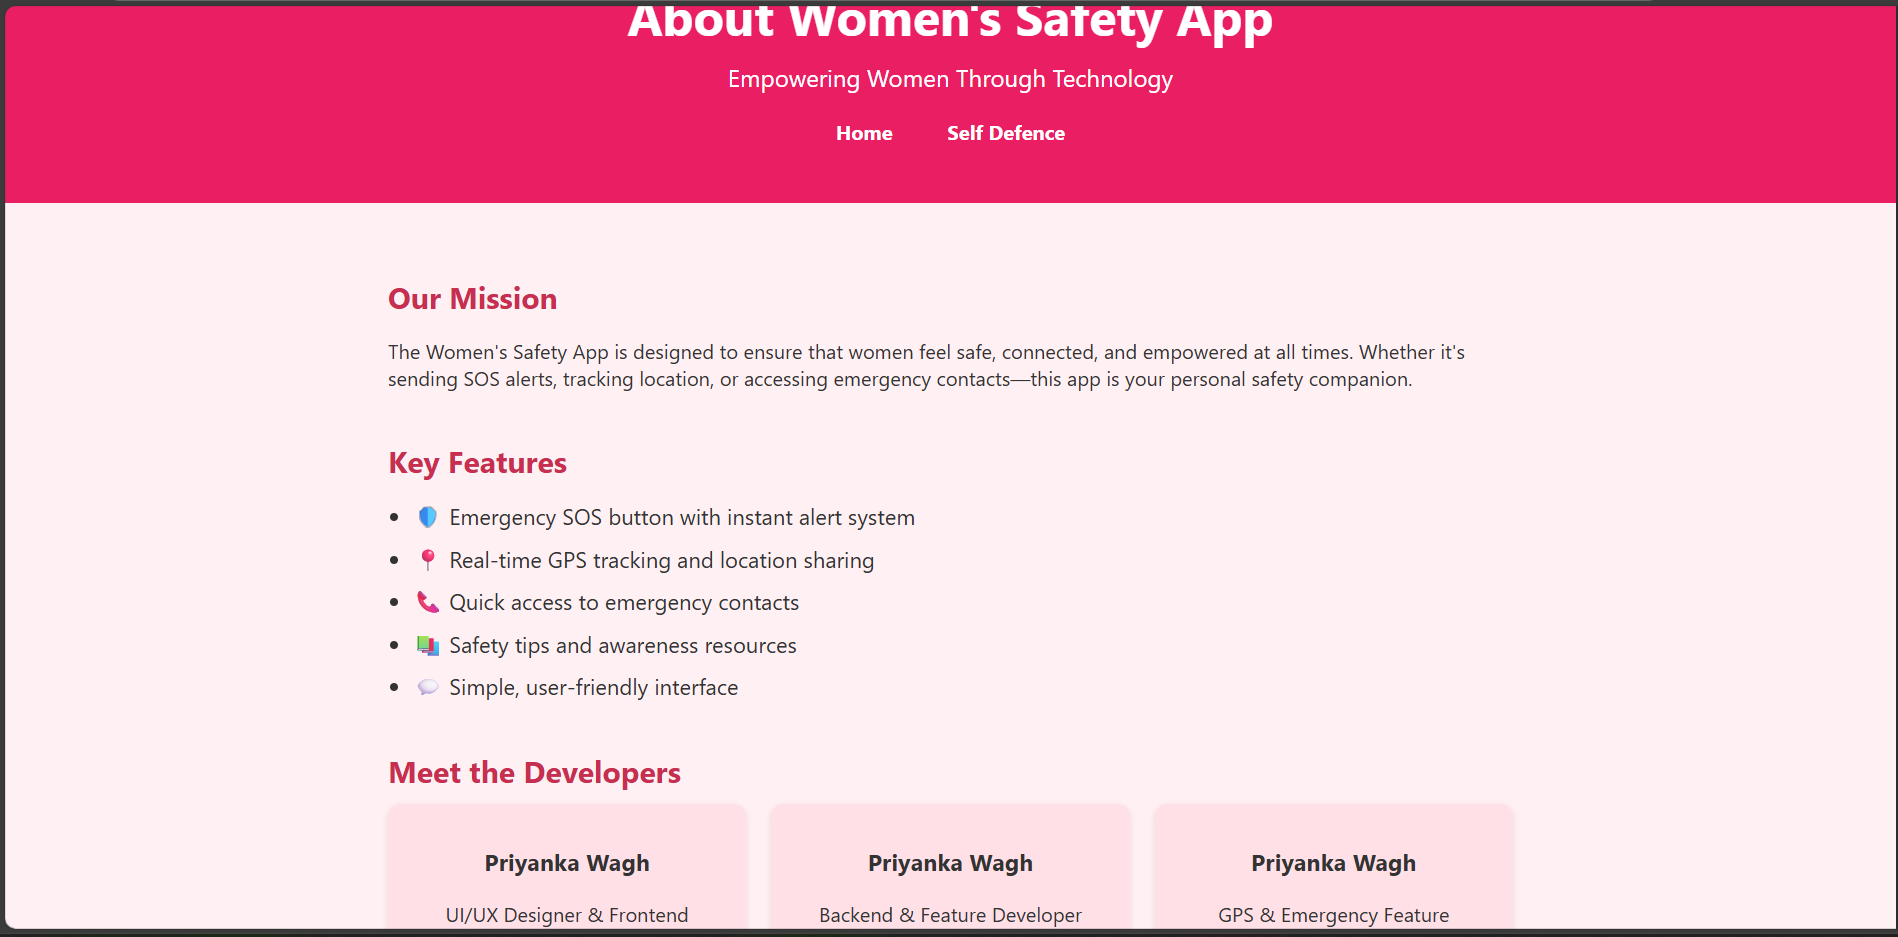 About Women's Safety App
Empowering Women Through Technology
Home Self Defence
Our Mission
The Women's Safety App is designed to ensure that women feel safe, connected, and empowered at all times. Whether it's
sending SOS alerts, tracking location, or accessing emergency contacts—this app is your personal safety companion.
Key Features
• 🛡️ Emergency SOS button with instant alert system
• 📍 Real-time GPS tracking and location sharing
• 📞 Quick access to emergency contacts
• 📚 Safety tips and awareness resources
• 💬 Simple, user-friendly interface
Meet the Developers
Priyanka Wagh Priyanka Wagh Priyanka Wagh
UI/UX Designer & Frontend Backend & Feature Developer GPS & Emergency Feature